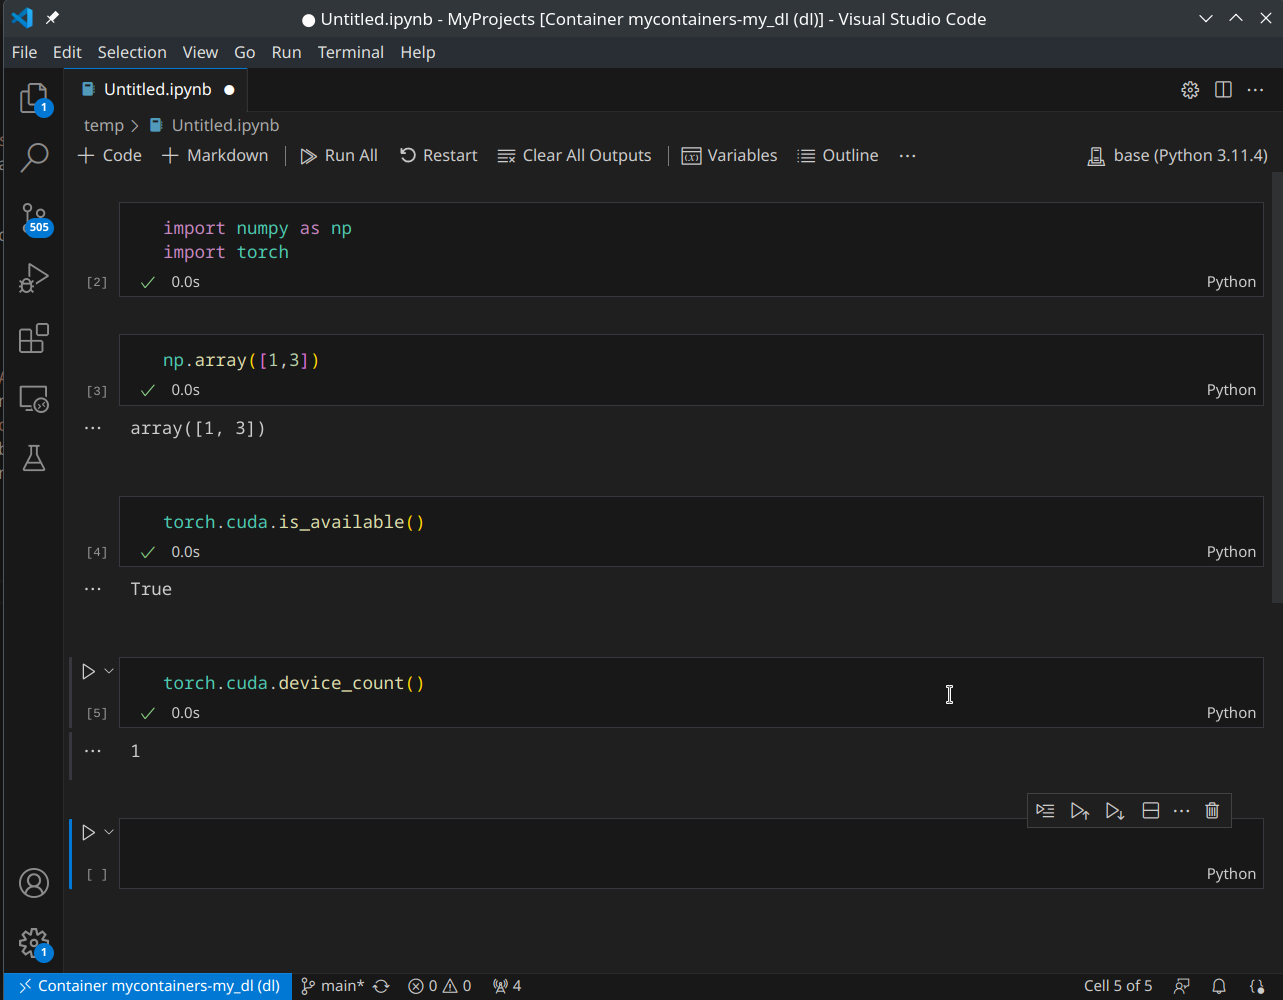 Untitled.ipynb - MyProjects [Container mycontainers-my_dl (dl)] - Visual Studio Code
File Edit Selection View Go Run Terminal Help
1
Untitled.ipynb
temp > Untitled.ipynb
+ Code + Markdown Run All Restart Clear All Outputs Variables Outline ··· base (Python 3.11.4)
505
import numpy as np
import torch
[2] ✓ 0.0s Python
np.array([1,3])
[3] ✓ 0.0s Python
··· array([1, 3])
torch.cuda.is_available()
[4] ✓ 0.0s Python
··· True
torch.cuda.device_count()
[5] ✓ 0.0s Python
··· 1
[ ] Python
1
Container mycontainers-my_dl (dl) main* 0 0 4 Cell 5 of 5